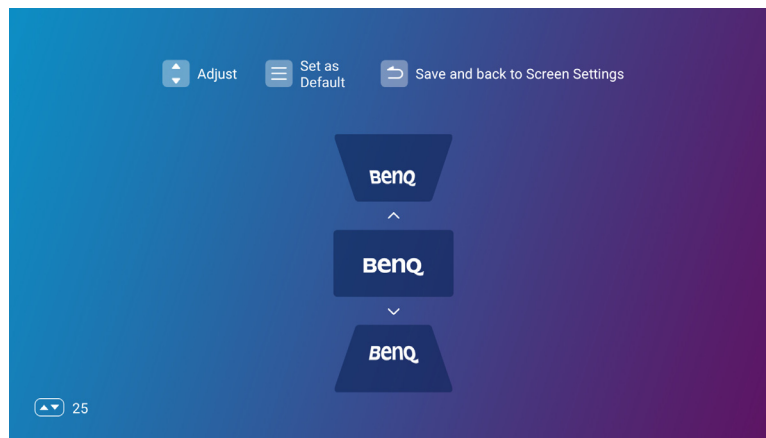 Adjust
Set as
Default
Save and back to Screen Settings
BenQ
BenQ
BenQ
25